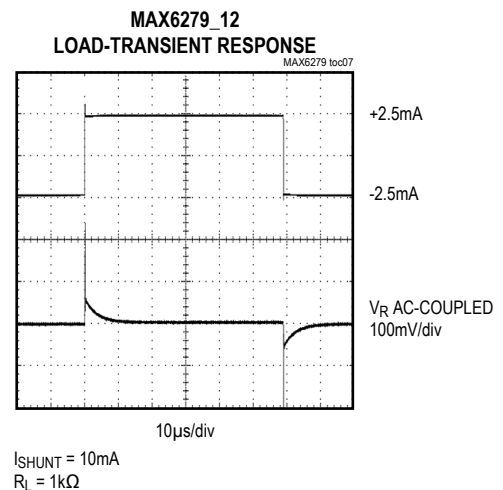 MAX6279_12
LOAD-TRANSIENT RESPONSE
MAX6279 toc07
+2.5mA
-2.5mA
VR AC-COUPLED
100mV/div
10µs/div
ISHUNT = 10mA
RL = 1kΩ